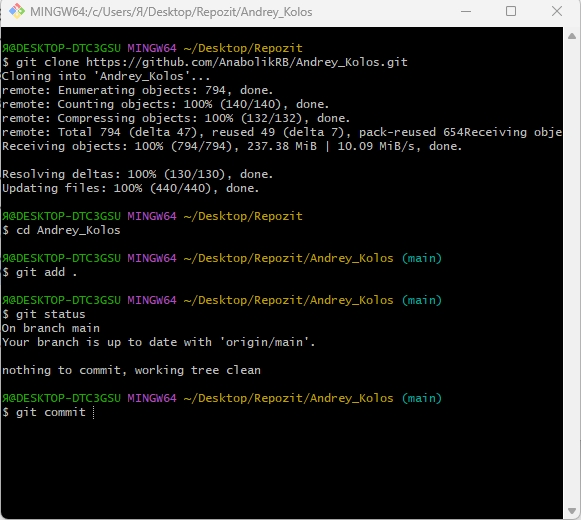 MINGW64:/c/Users/Я/Desktop/Repozit/Andrey_Kolos
Я@DESKTOP-DTC3GSU MINGW64 ~/Desktop/Repozit
$ git clone https://github.com/AnabolikRB/Andrey_Kolos.git
Cloning into 'Andrey_Kolos'...
remote: Enumerating objects: 794, done.
remote: Counting objects: 100% (140/140), done.
remote: Compressing objects: 100% (132/132), done.
remote: Total 794 (delta 47), reused 49 (delta 7), pack-reused 654Receiving obje
Receiving objects: 100% (794/794), 237.38 MiB | 10.09 MiB/s, done.
Resolving deltas: 100% (130/130), done.
Updating files: 100% (440/440), done.
Я@DESKTOP-DTC3GSU MINGW64 ~/Desktop/Repozit
$ cd Andrey_Kolos
Я@DESKTOP-DTC3GSU MINGW64 ~/Desktop/Repozit/Andrey_Kolos (main)
$ git add .
Я@DESKTOP-DTC3GSU MINGW64 ~/Desktop/Repozit/Andrey_Kolos (main)
$ git status
On branch main
Your branch is up to date with 'origin/main'.
nothing to commit, working tree clean
Я@DESKTOP-DTC3GSU MINGW64 ~/Desktop/Repozit/Andrey_Kolos (main)
$ git commit